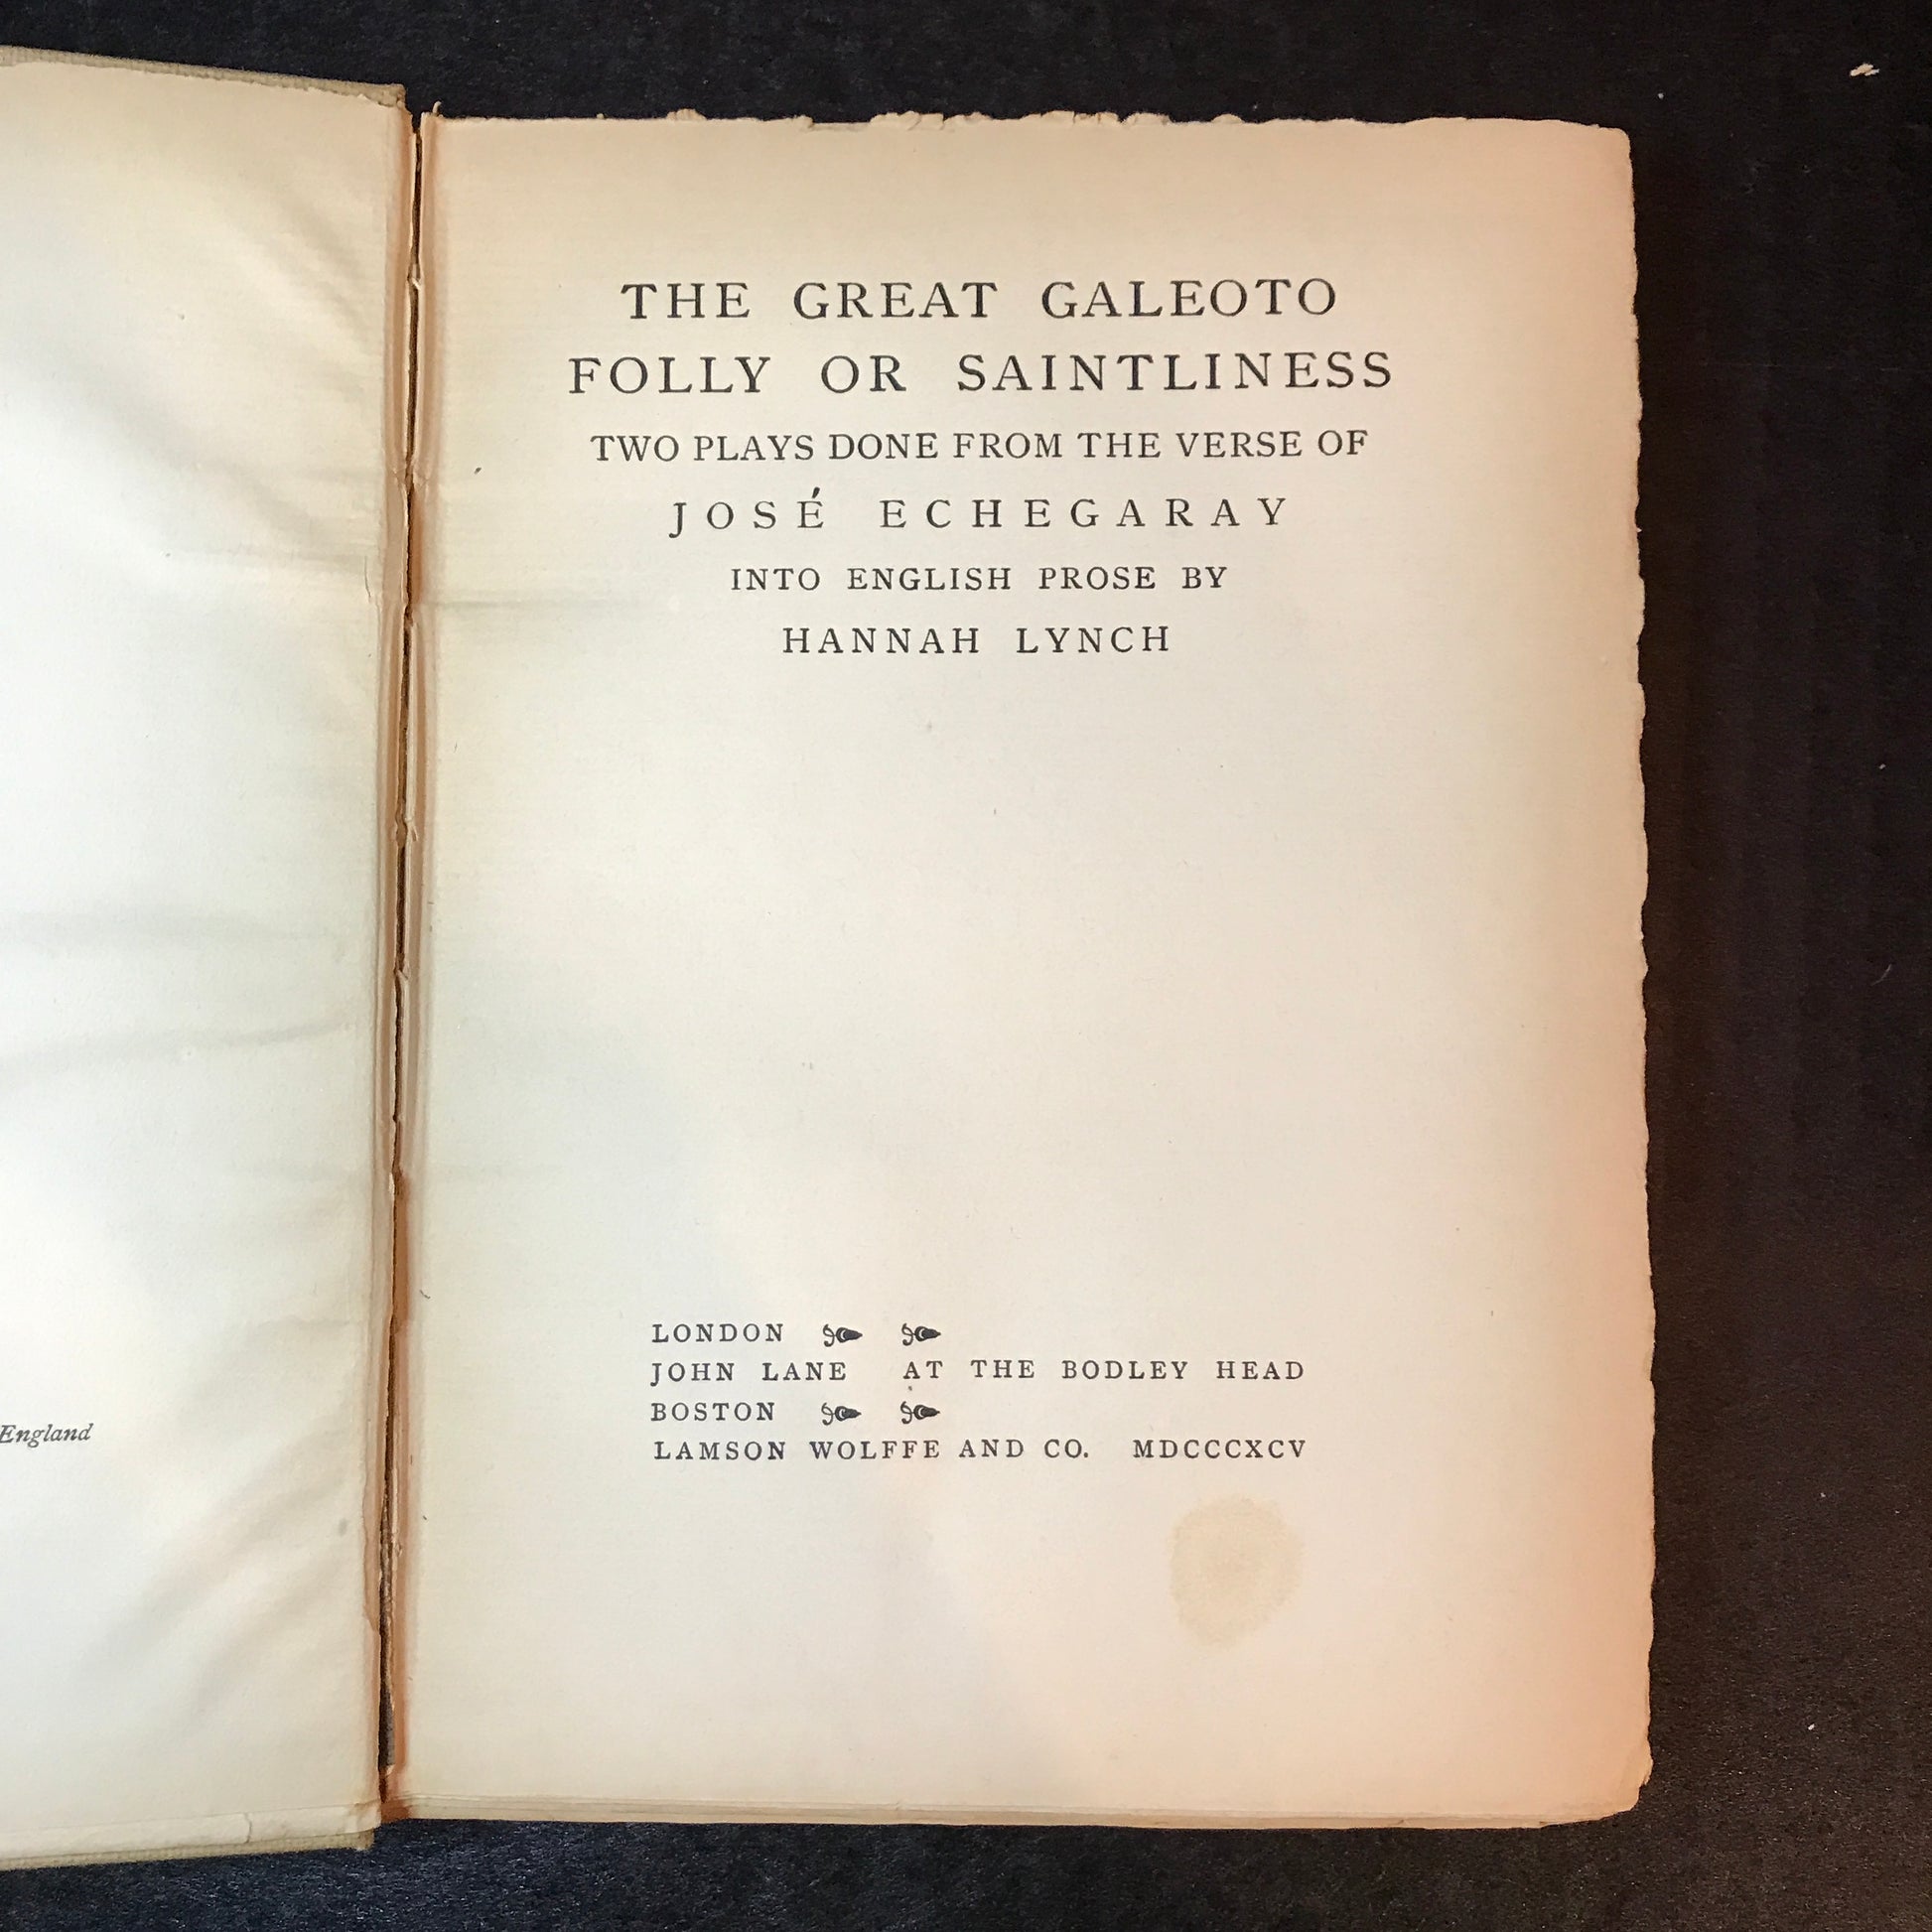 England
THE GREAT GALEOTO
FOLLY OR SAINTLINESS
TWO PLAYS DONE FROM THE VERSE OF
JOSÉ ECHEGARAY
INTO ENGLISH PROSE BY
HANNAH LYNCH
LONDON
JOHN LANE AT THE BODLEY HEAD
BOSTON
LAMSON WOLFFE AND CO. MDCCCXCV